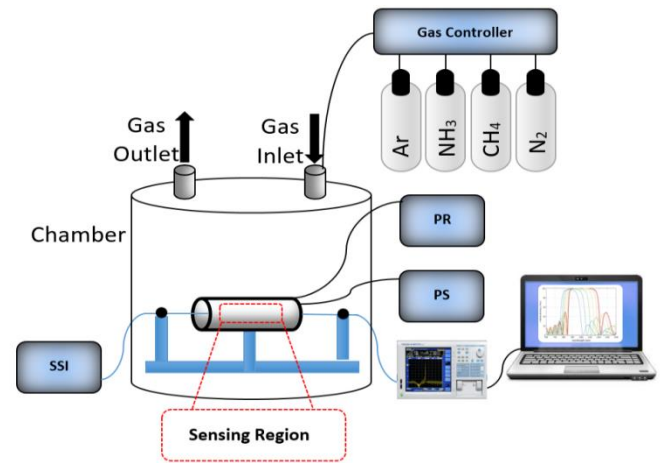 Gas Controller
Ar
NH₃
CH₄
N₂
Gas
Outlet
Gas
Inlet
Chamber
PR
PS
SSI
Sensing Region